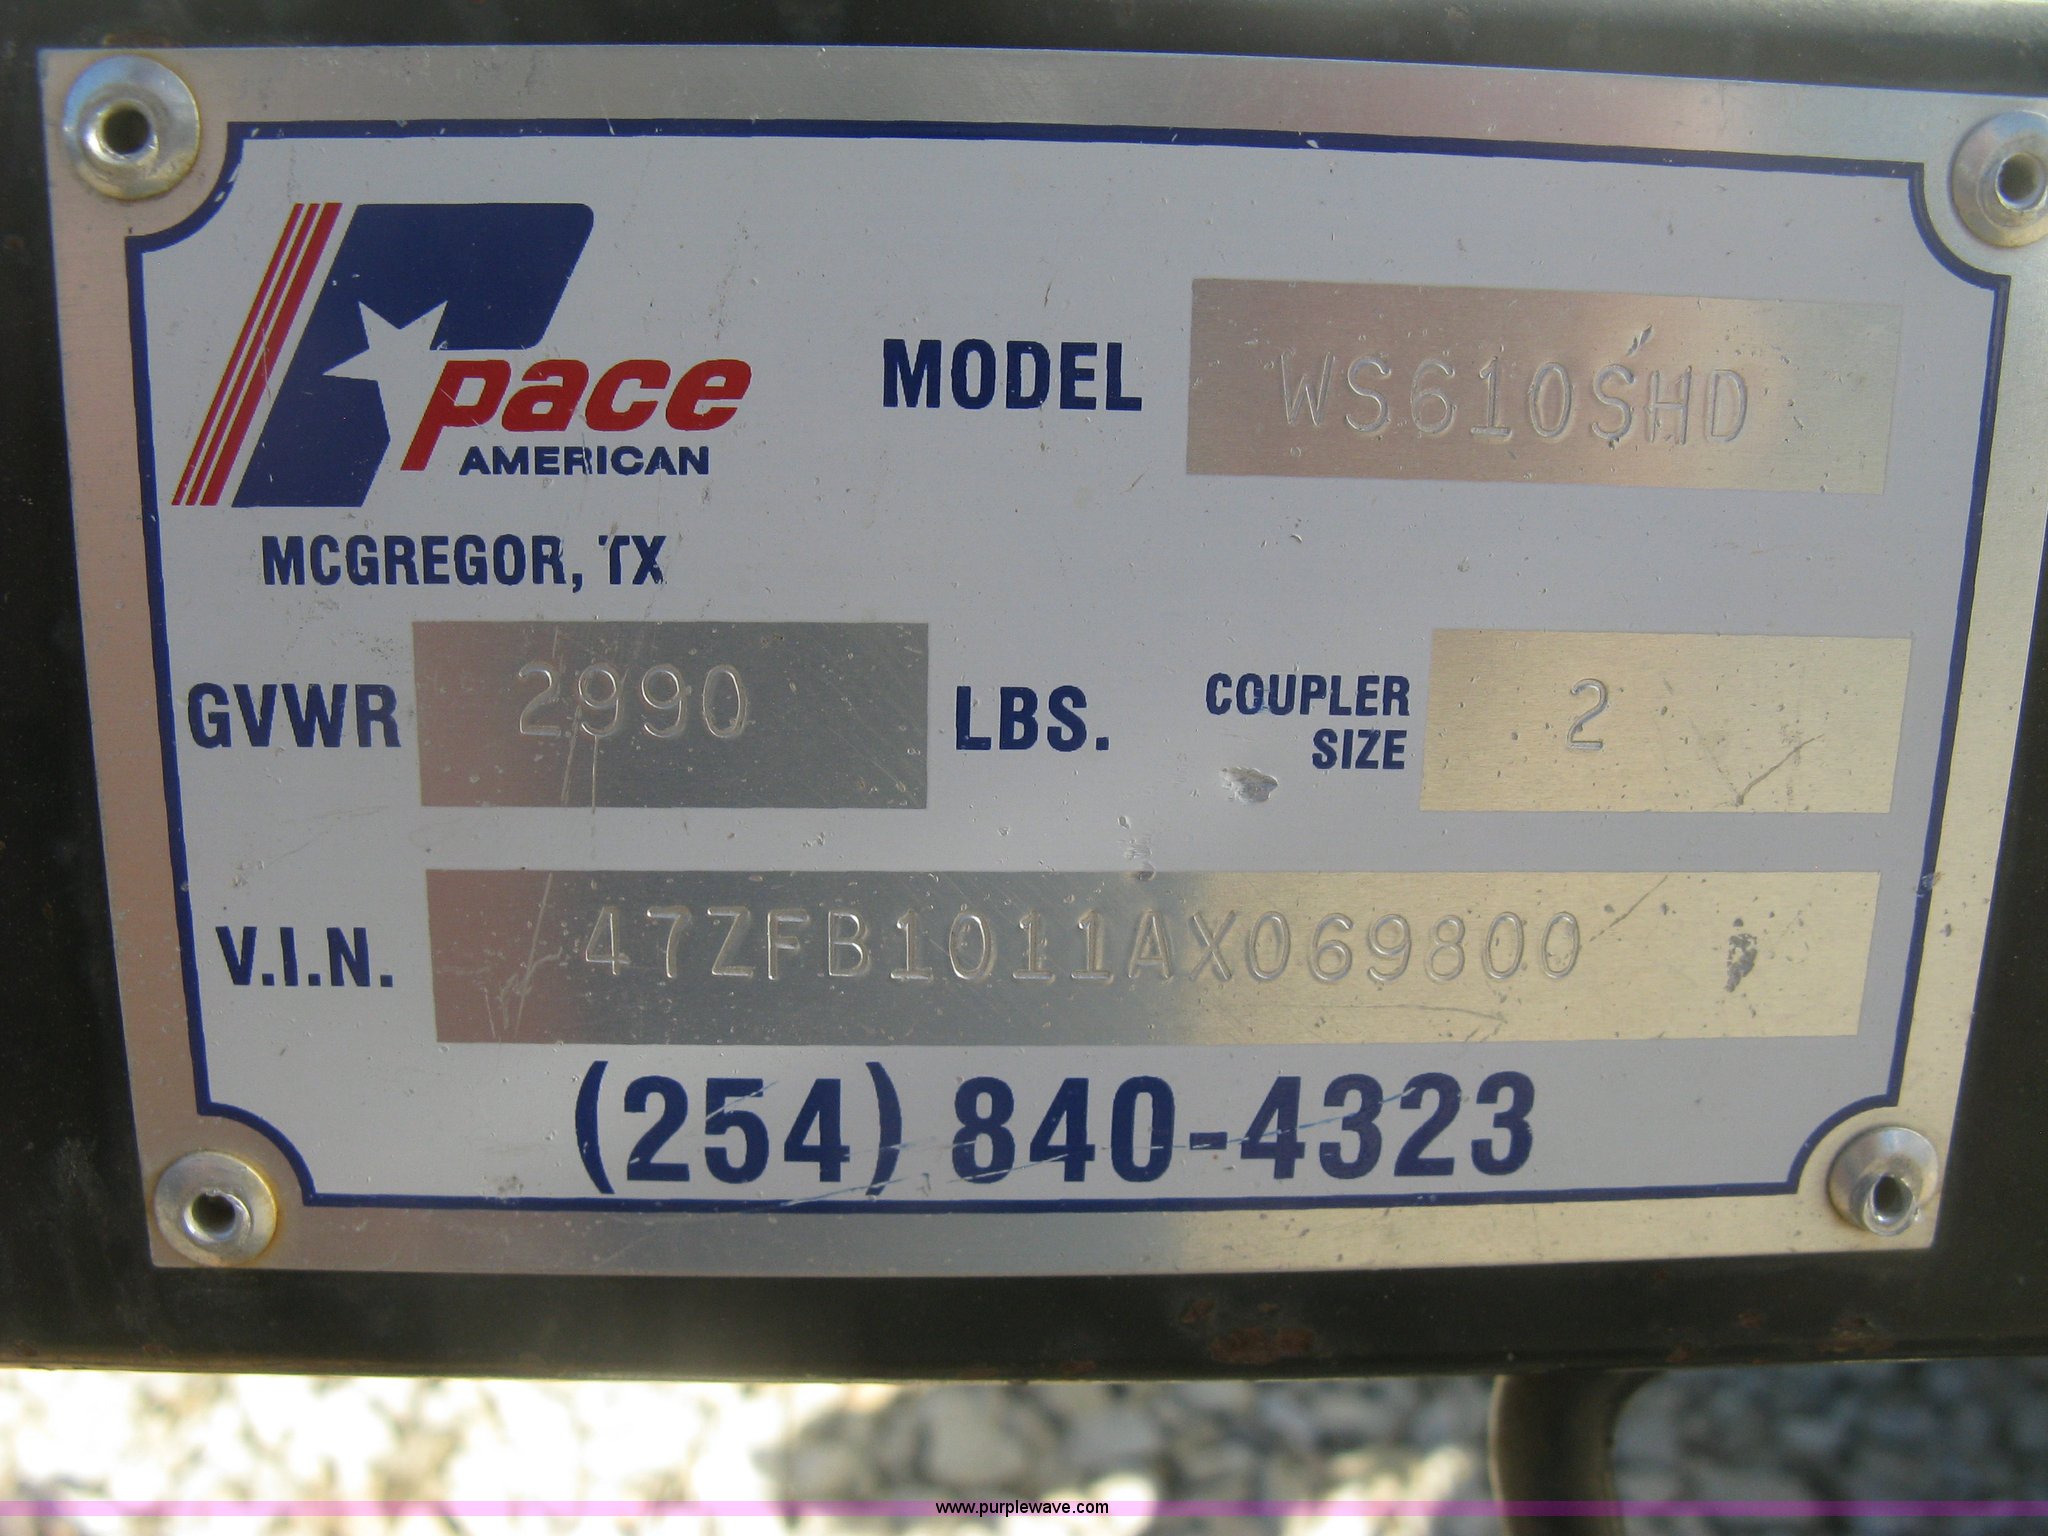 pace
AMERICAN
MCGREGOR, TX
MODEL WS610SHD
GVWR 2990 LBS.
COUPLER SIZE 2
V.I.N. 47ZFB1011AX069800
(254) 840-4323
www.purplewave.com